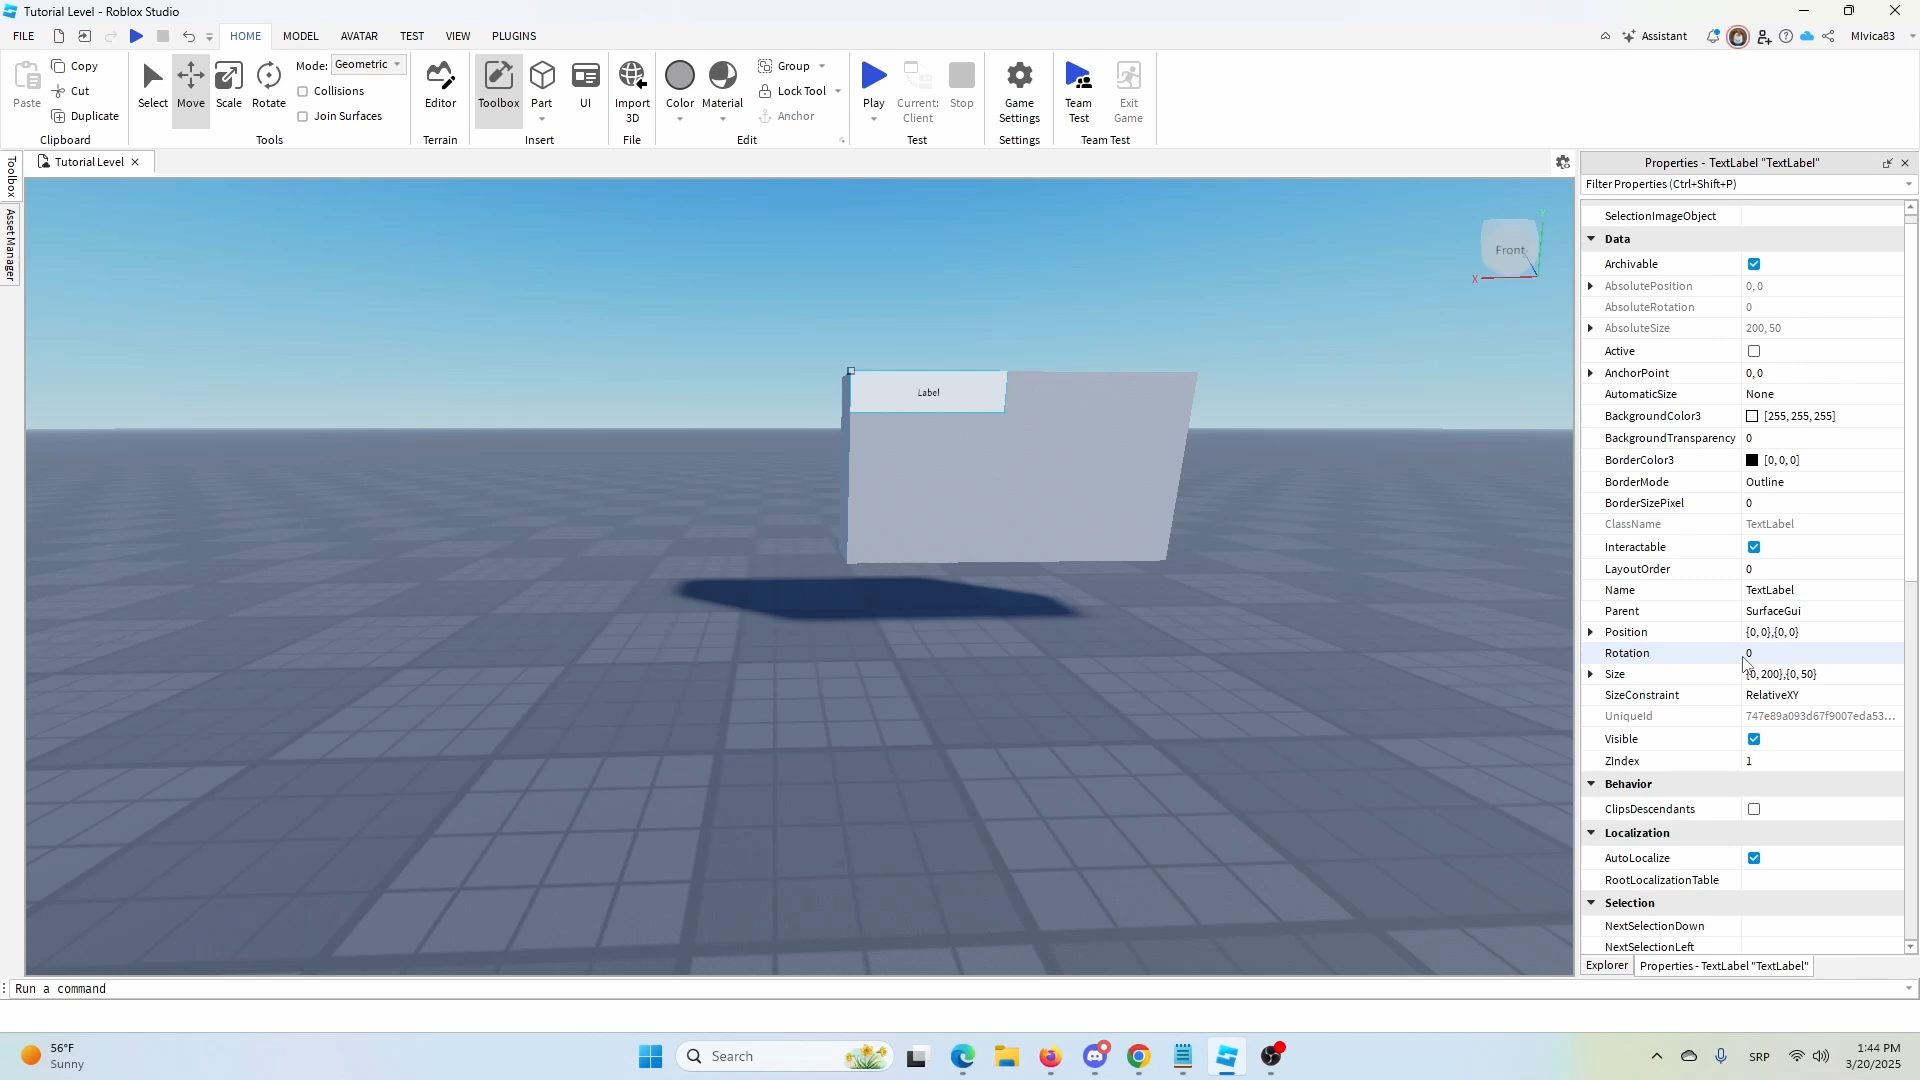 Tutorial Level - Roblox Studio
FILE HOME MODEL AVATAR TEST VIEW PLUGINS Assistant MIvica83
Paste Copy Cut Duplicate Clipboard
Select Move Scale Rotate Mode: Geometric Collisions Join Surfaces Tools
Editor Terrain
Toolbox Part UI Insert
Import 3D File
Color Material Group Lock Tool Anchor Edit
Play Current: Client Stop Test
Game Settings Settings
Team Test Exit Game Team Test
Toolbox
Asset Manager
Tutorial Level
Front
X
Y
Label
Properties - TextLabel "TextLabel"
Filter Properties (Ctrl+Shift+P)
SelectionImageObject
Data
Archivable
AbsolutePosition 0, 0
AbsoluteRotation 0
AbsoluteSize 200, 50
Active
AnchorPoint 0, 0
AutomaticSize None
BackgroundColor3 [255, 255, 255]
BackgroundTransparency 0
BorderColor3 [0, 0, 0]
BorderMode Outline
BorderSizePixel 0
ClassName TextLabel
Interactable
LayoutOrder 0
Name TextLabel
Parent SurfaceGui
Position {0, 0},{0, 0}
Rotation 0
Size {0, 200},{0, 50}
SizeConstraint RelativeXY
UniqueId 747e89a093d67f9007eda53...
Visible
ZIndex 1
Behavior
ClipsDescendants
Localization
AutoLocalize
RootLocalizationTable
Selection
NextSelectionDown
NextSelectionLeft
Explorer Properties - TextLabel "TextLabel"
Run a command
56°F
Sunny
Search
SRP
1:44 PM
3/20/2025